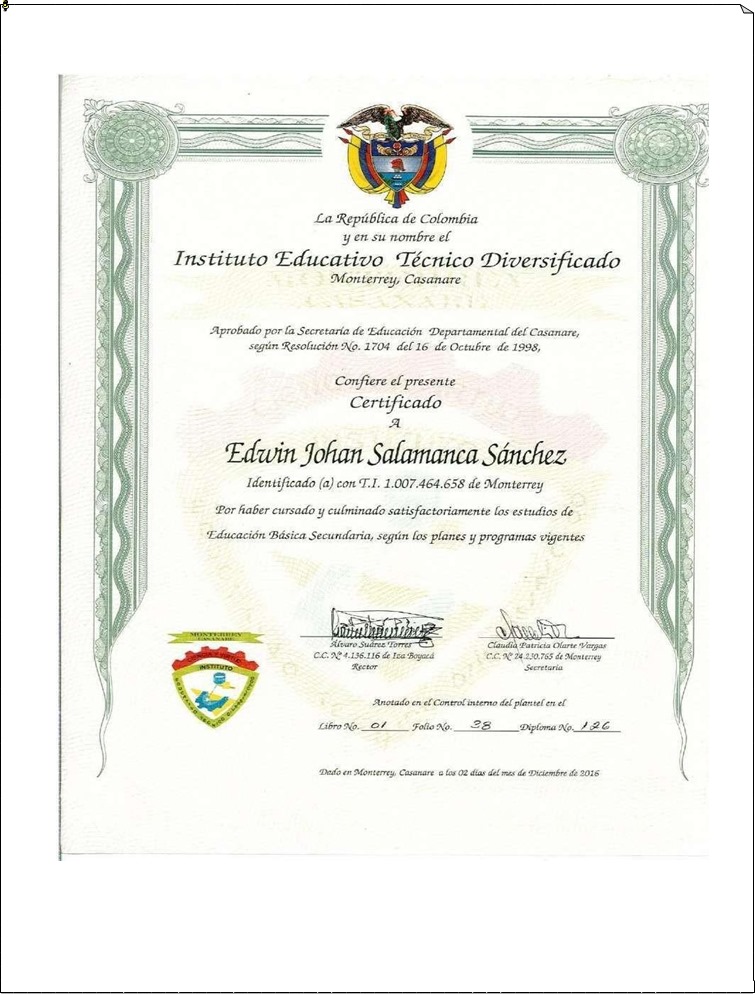 La República de Colombia
y en su nombre el
Instituto Educativo Técnico Diversificado
Monterrey, Casanare
Aprobado por la Secretaría de Educación Departamental del Casanare,
según Resolución No. 1704 del 16 de Octubre de 1998,
Confiere el presente
Certificado
A
Edwin Johan Salamanca Sánchez
Identificado (a) con T.I. 1.007.464.658 de Monterrey
Por haber cursado y culminado satisfactoriamente los estudios de
Educación Básica Secundaria, según los planes y programas vigentes
MONTERREY
CASANARE
INSTITUTO
Álvaro Suárez Torres
C.C. Nº 4.136.116 de Iza Boyacá
Rector
Claudia Patricia Olarte Vargas
C.C. Nº 24.230.765 de Monterrey
Secretaria
Anotado en el Control interno del plantel en el
Libro No. 01 Folio No. 38 Diploma No. 126
Dado en Monterrey, Casanare a los 02 días del mes de Diciembre de 2016